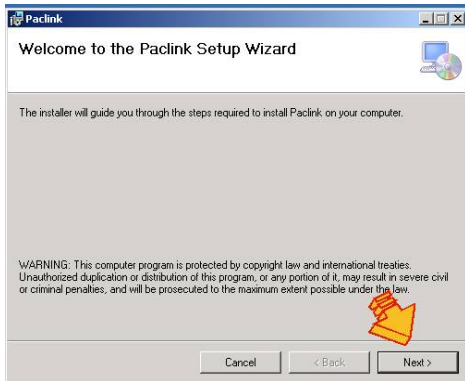 Paclink
Welcome to the Paclink Setup Wizard
The installer will guide you through the steps required to install Paclink on your computer.
WARNING: This computer program is protected by copyright law and international treaties.
Unauthorized duplication or distribution of this program, or any portion of it, may result in severe civil
or criminal penalties, and will be prosecuted to the maximum extent possible under the law.
Cancel
< Back
Next >